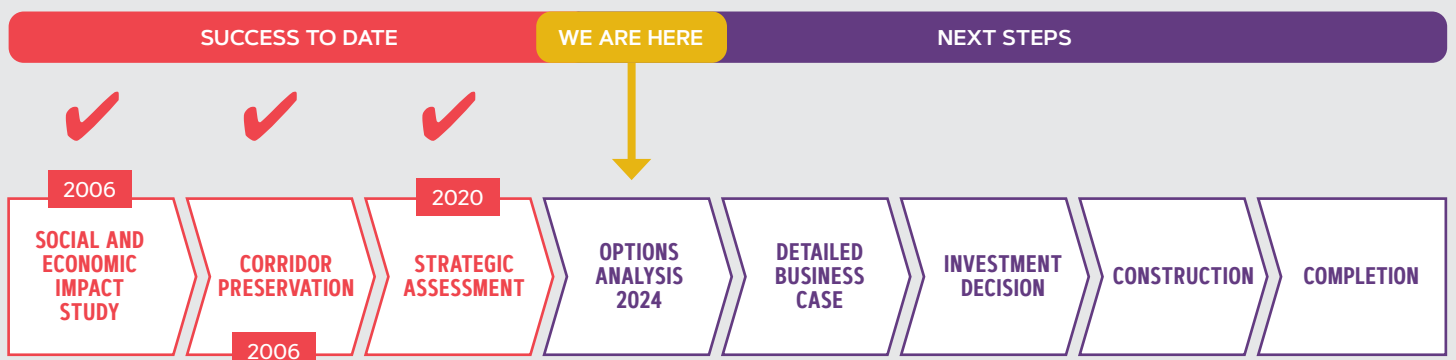 SUCCESS TO DATE
WE ARE HERE
NEXT STEPS
2006
SOCIAL AND
ECONOMIC
IMPACT
STUDY
CORRIDOR
PRESERVATION
2006
2020
STRATEGIC
ASSESSMENT
OPTIONS
ANALYSIS
2024
DETAILED
BUSINESS
CASE
INVESTMENT
DECISION
CONSTRUCTION
COMPLETION